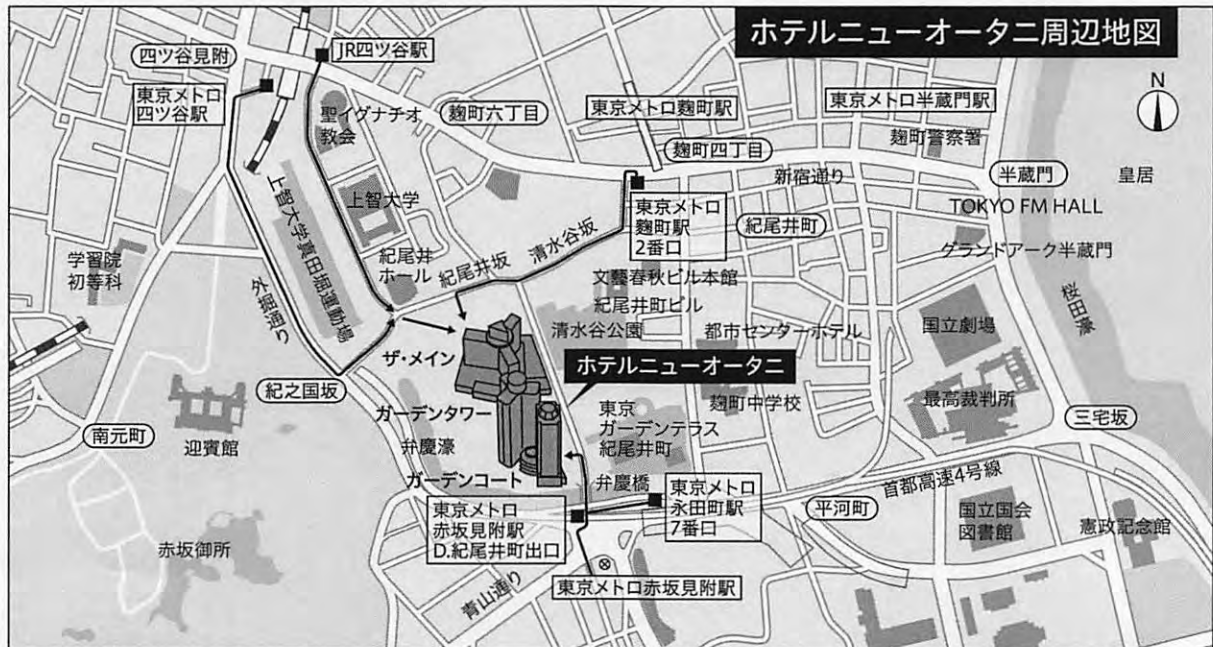 ホテルニューオータニ周辺地図
N
四ツ谷見附
JR四ツ谷駅
東京メトロ
四ツ谷駅
聖イグナチオ
教会
麹町六丁目
東京メトロ麹町駅
東京メトロ半蔵門駅
麹町警察署
麹町四丁目
新宿通り
半蔵門
皇居
上智大学
東京メトロ
麹町駅
2番口
紀尾井町
TOKYO FM HALL
グランドアーク半蔵門
上智大学真田堀運動場
学習院
初等科
外堀通り
紀尾井
ホール
紀尾井坂
清水谷坂
文藝春秋ビル本館
紀尾井町ビル
清水谷公園
都市センターホテル
国立劇場
桜田濠
ザ・メイン
ホテルニューオータニ
紀之国坂
ガーデンタワー
東京
ガーデンテラス
紀尾井町
麹町中学校
最高裁判所
三宅坂
南元町
迎賓館
弁慶濠
ガーデンコート
弁慶橋
首都高速4号線
東京メトロ
赤坂見附駅
D.紀尾井町出口
東京メトロ
永田町駅
7番口
平河町
国立国会
図書館
憲政記念館
赤坂御所
青山通り
東京メトロ赤坂見附駅